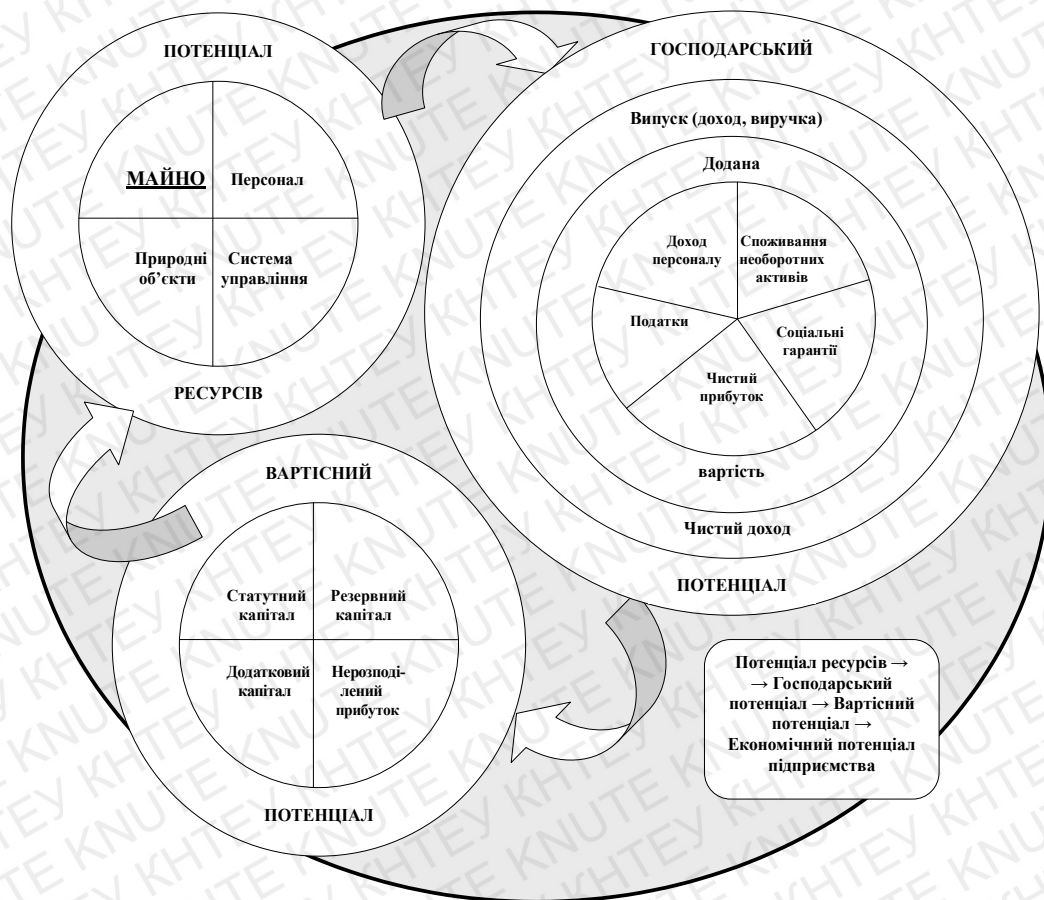 ПОТЕНЦІАЛ
МАЙНО
Персонал
Природні
об’єкти
Система
управління
РЕСУРСІВ
ГОСПОДАРСЬКИЙ
Випуск (доход, виручка)
Додана
Доход
персоналу
Споживання
необоротних
активів
Податки
Соціальні
гарантії
Чистий
прибуток
вартість
Чистий доход
ПОТЕНЦІАЛ
ВАРТІСНИЙ
Статутний
капітал
Резервний
капітал
Додатковий
капітал
Нерозподі-
лений
прибуток
ПОТЕНЦІАЛ
Потенціал ресурсів →
→ Господарський
потенціал → Вартісний
потенціал →
Економічний потенціал
підприємства
КНТЕУ KNUTE